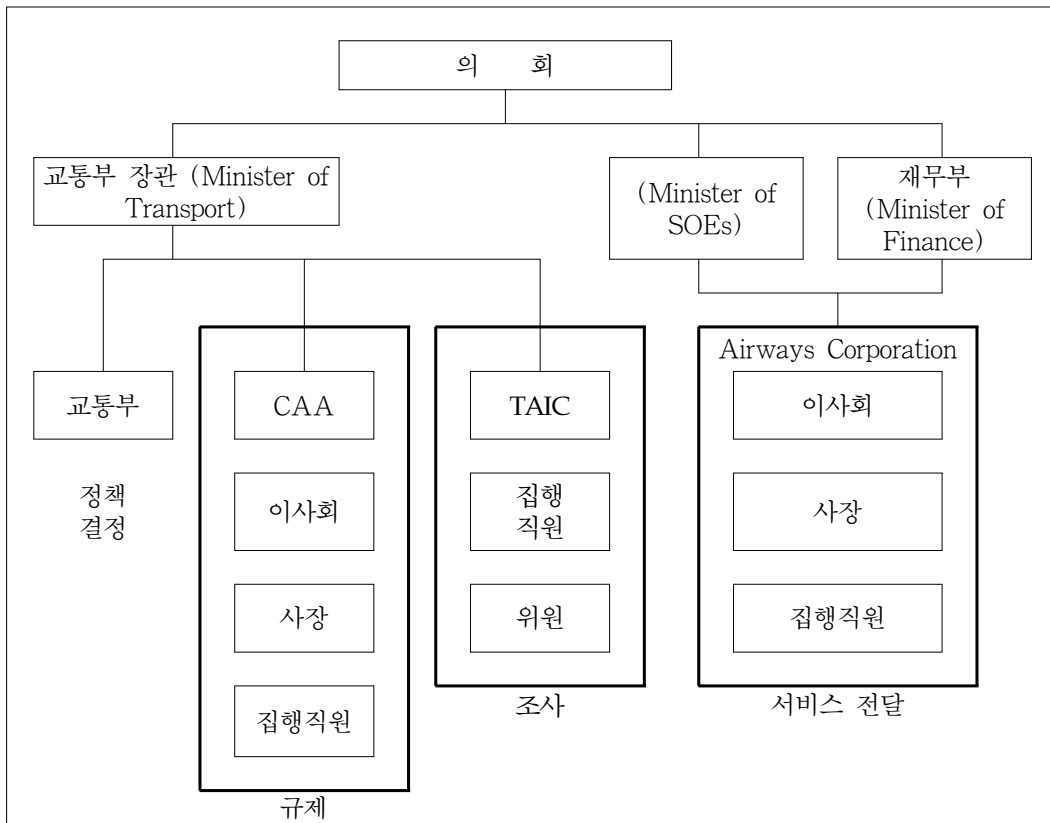 의 회
교통부 장관 (Minister of
Transport)
(Minister of
SOEs)
재무부
(Minister of
Finance)
교통부
정책
결정
CAA
이사회
사장
집행직원
규제
TAIC
집행
직원
위원
조사
Airways Corporation
이사회
사장
집행직원
서비스 전달